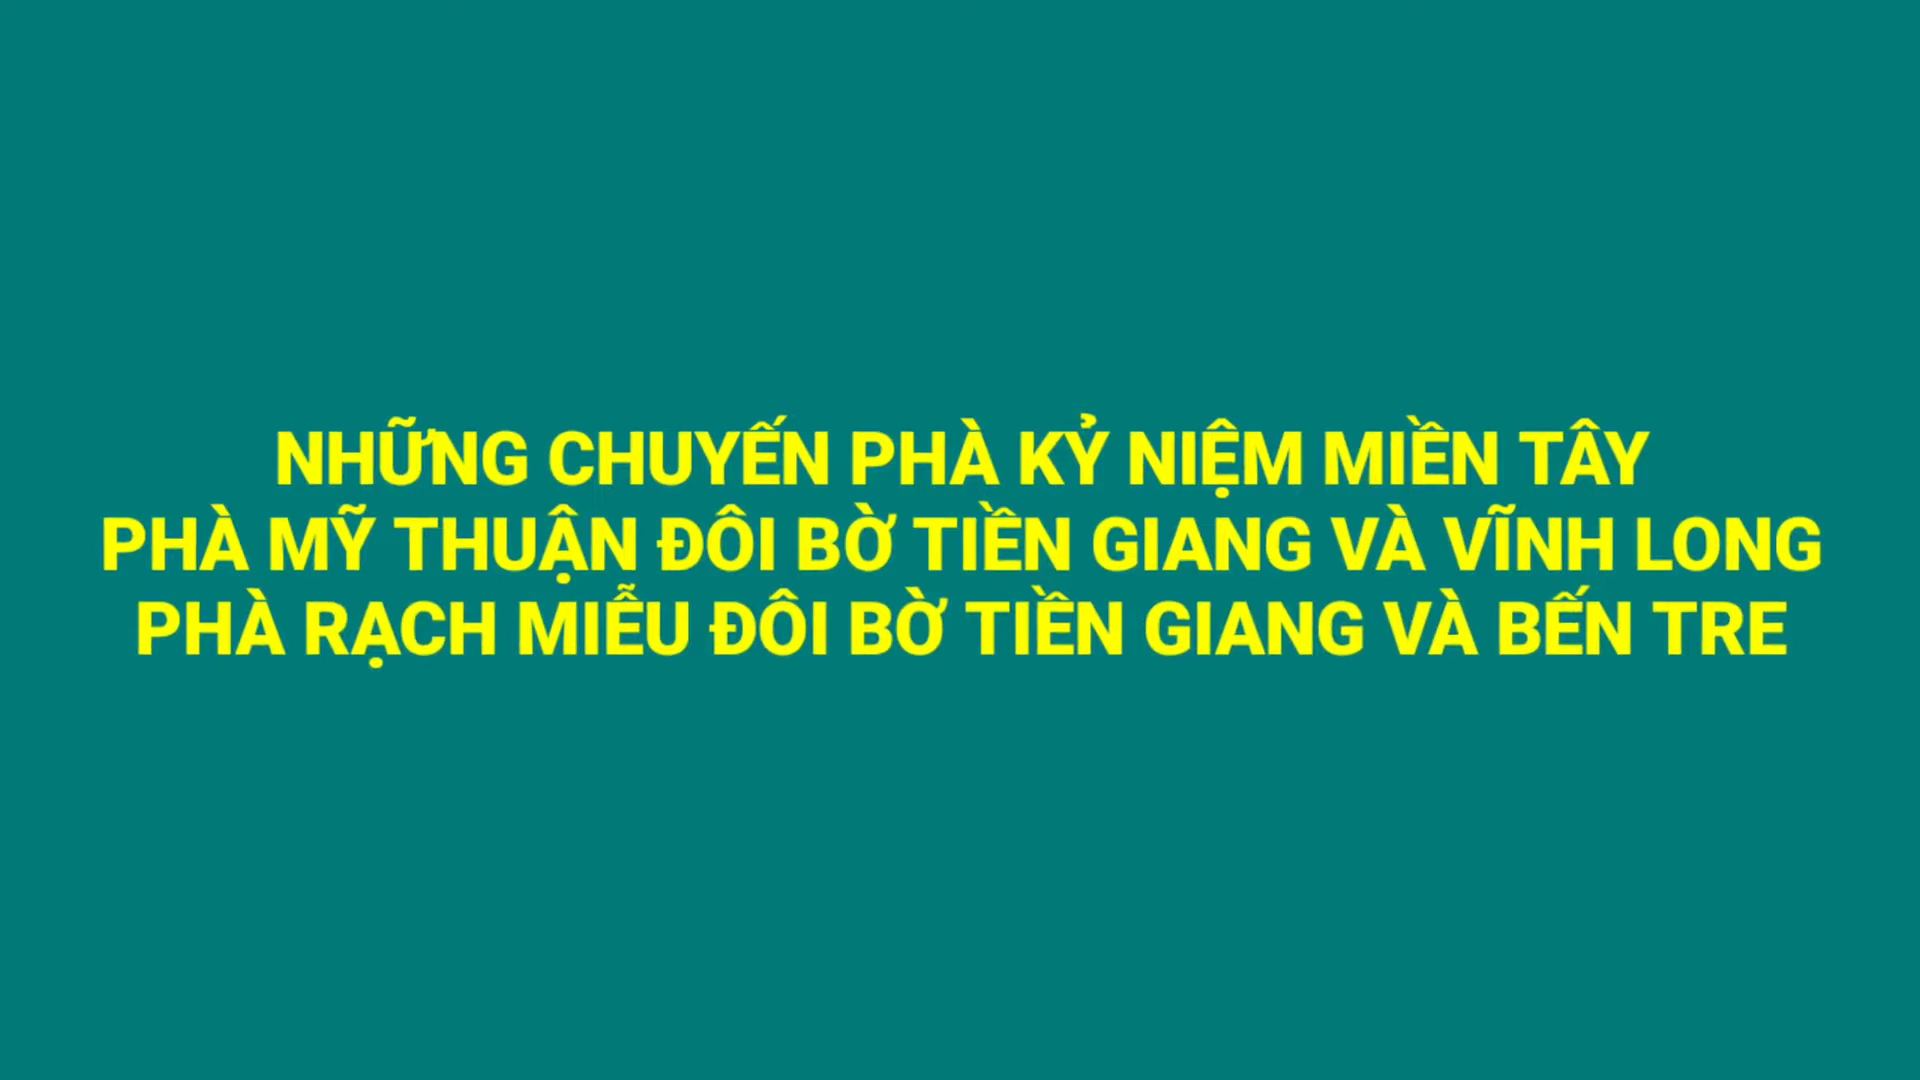 NHỮNG CHUYẾN PHÀ KỶ NIỆM MIỀN TÂY
PHÀ MỸ THUẬN ĐÔI BỜ TIỀN GIANG VÀ VĨNH LONG
PHÀ RẠCH MIỄU ĐÔI BỜ TIỀN GIANG VÀ BẾN TRE